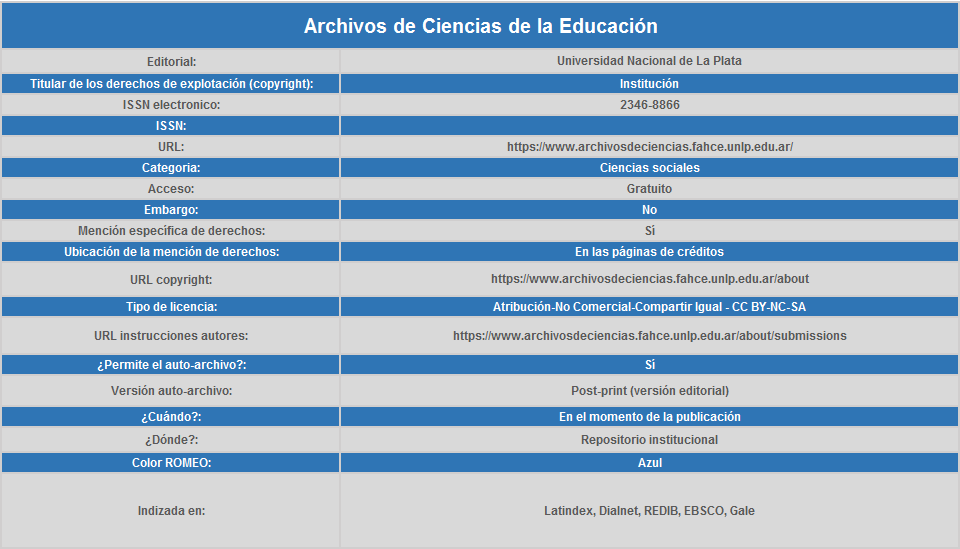 Archivos de Ciencias de la Educación
Editorial: Universidad Nacional de La Plata
Titular de los derechos de explotación (copyright): Institución
ISSN electronico: 2346-8866
ISSN:
URL: https://www.archivosdeciencias.fahce.unlp.edu.ar/
Categoria: Ciencias sociales
Acceso: Gratuito
Embargo: No
Mención específica de derechos: Sí
Ubicación de la mención de derechos: En las páginas de créditos
URL copyright: https://www.archivosdeciencias.fahce.unlp.edu.ar/about
Tipo de licencia: Atribución-No Comercial-Compartir Igual - CC BY-NC-SA
URL instrucciones autores: https://www.archivosdeciencias.fahce.unlp.edu.ar/about/submissions
¿Permite el auto-archivo?: Sí
Versión auto-archivo: Post-print (versión editorial)
¿Cuándo?: En el momento de la publicación
¿Dónde?: Repositorio institucional
Color ROMEO: Azul
Indizada en: Latindex, Dialnet, REDIB, EBSCO, Gale